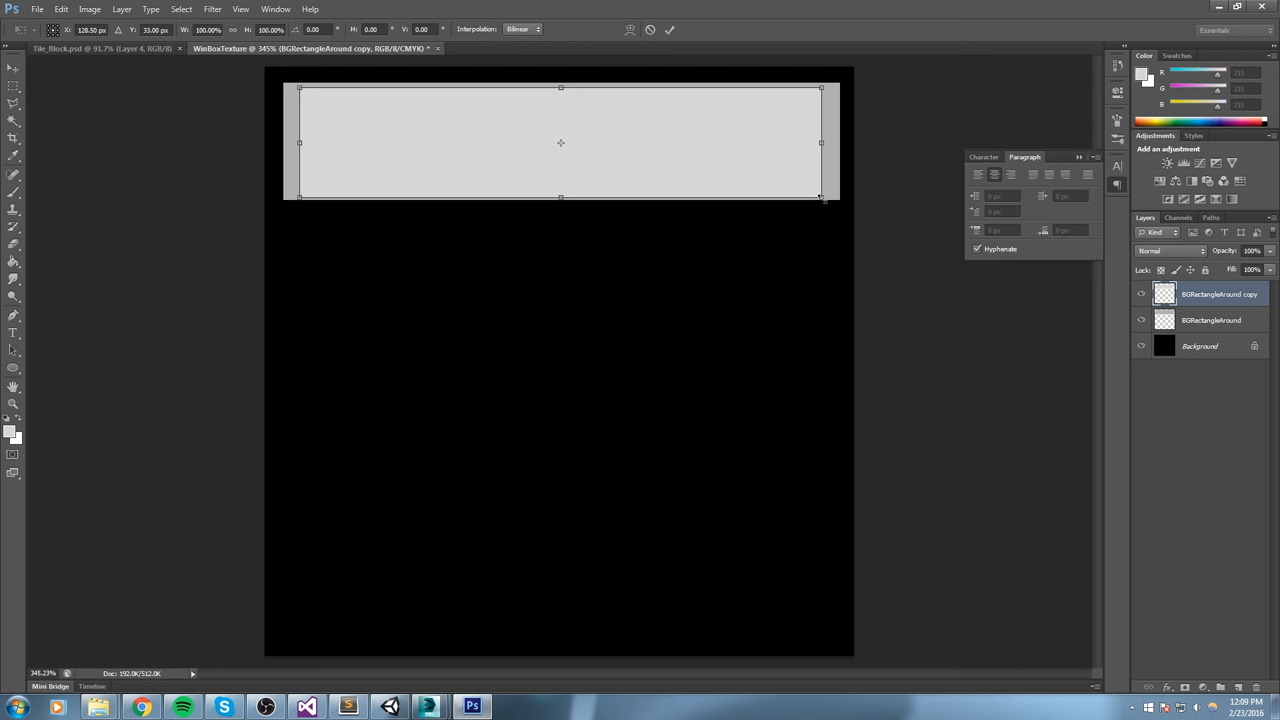 Ps File Edit Image Layer Type Select Filter View Window Help
X: 128.50 px Y: 33.00 px W: 100.00% H: 100.00% 0.00 ° H: 0.00 ° V: 0.00 ° Interpolation: Bilinear Essentials
Tile_Block.psd @ 91.7% (Layer 4, RGB/8) × WinBoxTexture @ 345% (BGRectangleAround copy, RGB/8/CMYK) * ×
Color Swatches
R 215
G 215
B 215
Adjustments Styles
Add an adjustment
Character Paragraph
0 px 0 px
0 px
0 px 0 px
Hyphenate
Layers Channels Paths
Kind
Normal Opacity: 100%
Lock: Fill: 100%
BGRectangleAround copy
BGRectangleAround
Background
345.23% Doc: 192.0K/512.0K
Mini Bridge Timeline
12:09 PM
2/23/2016